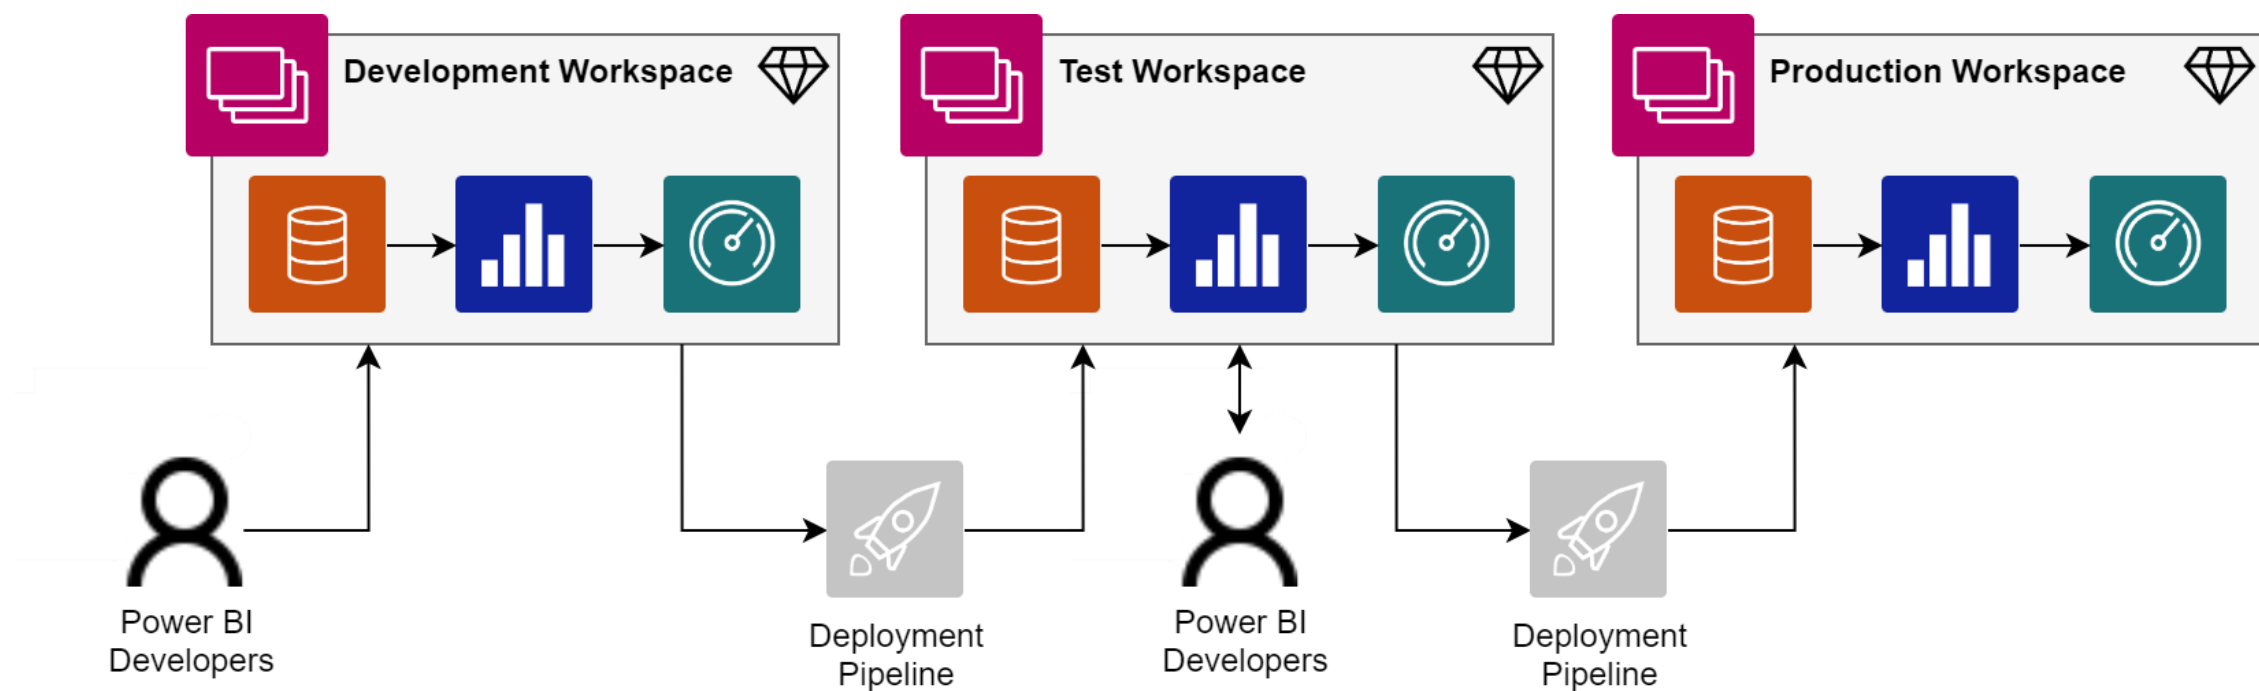 Development Workspace
Test Workspace
Production Workspace
Power BI
Developers
Deployment
Pipeline
Power BI
Developers
Deployment
Pipeline